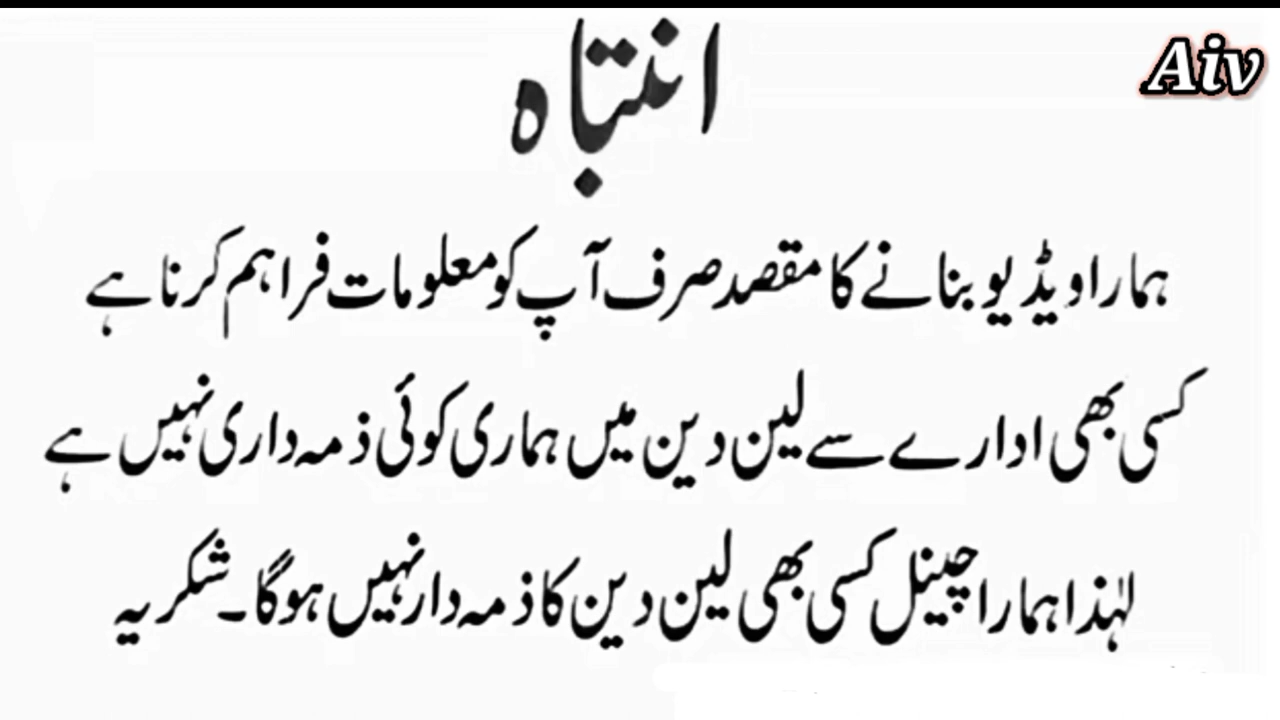 Aiv
انتباہ
ہمارا ویڈیو بنانے کا مقصد صرف آپ کو معلومات فراہم کرنا ہے
کسی بھی ادارے سے لین دین میں ہماری کوئی ذمہ داری نہیں ہے
لہٰذا ہمارا چینل کسی بھی لین دین کا ذمہ دار نہیں ہوگا۔ شکریہ